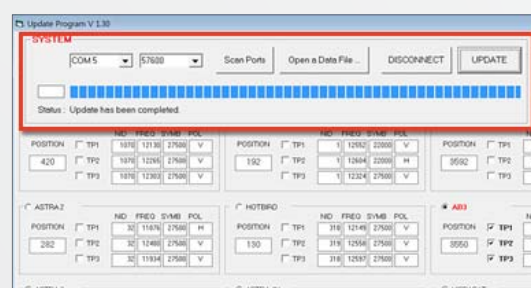 Update Program V 1.30
SYSTEM
COM 5 57600 Scan Ports Open a Data File ... DISCONNECT UPDATE
Status : Update has been completed.
NID FREQ SYMB POL NID FREQ SYMB POL
POSITION TP1 1070 12130 27500 V POSITION TP1 1 12592 22000 H POSITION TP1
420 TP2 1070 12265 27500 V 192 TP2 1 12604 22000 H 3592 TP2
TP3 1070 12303 27500 V TP3 1 12324 27500 V TP3
ASTRA 2 HOTBIRD AB3
NID FREQ SYMB POL NID FREQ SYMB POL
POSITION TP1 32 11676 27500 H POSITION TP1 318 12149 27500 V POSITION TP1
282 TP2 32 12480 27500 V 130 TP2 319 12558 27500 V 3550 TP2
TP3 32 11934 27500 V TP3 318 12597 27500 V TP3